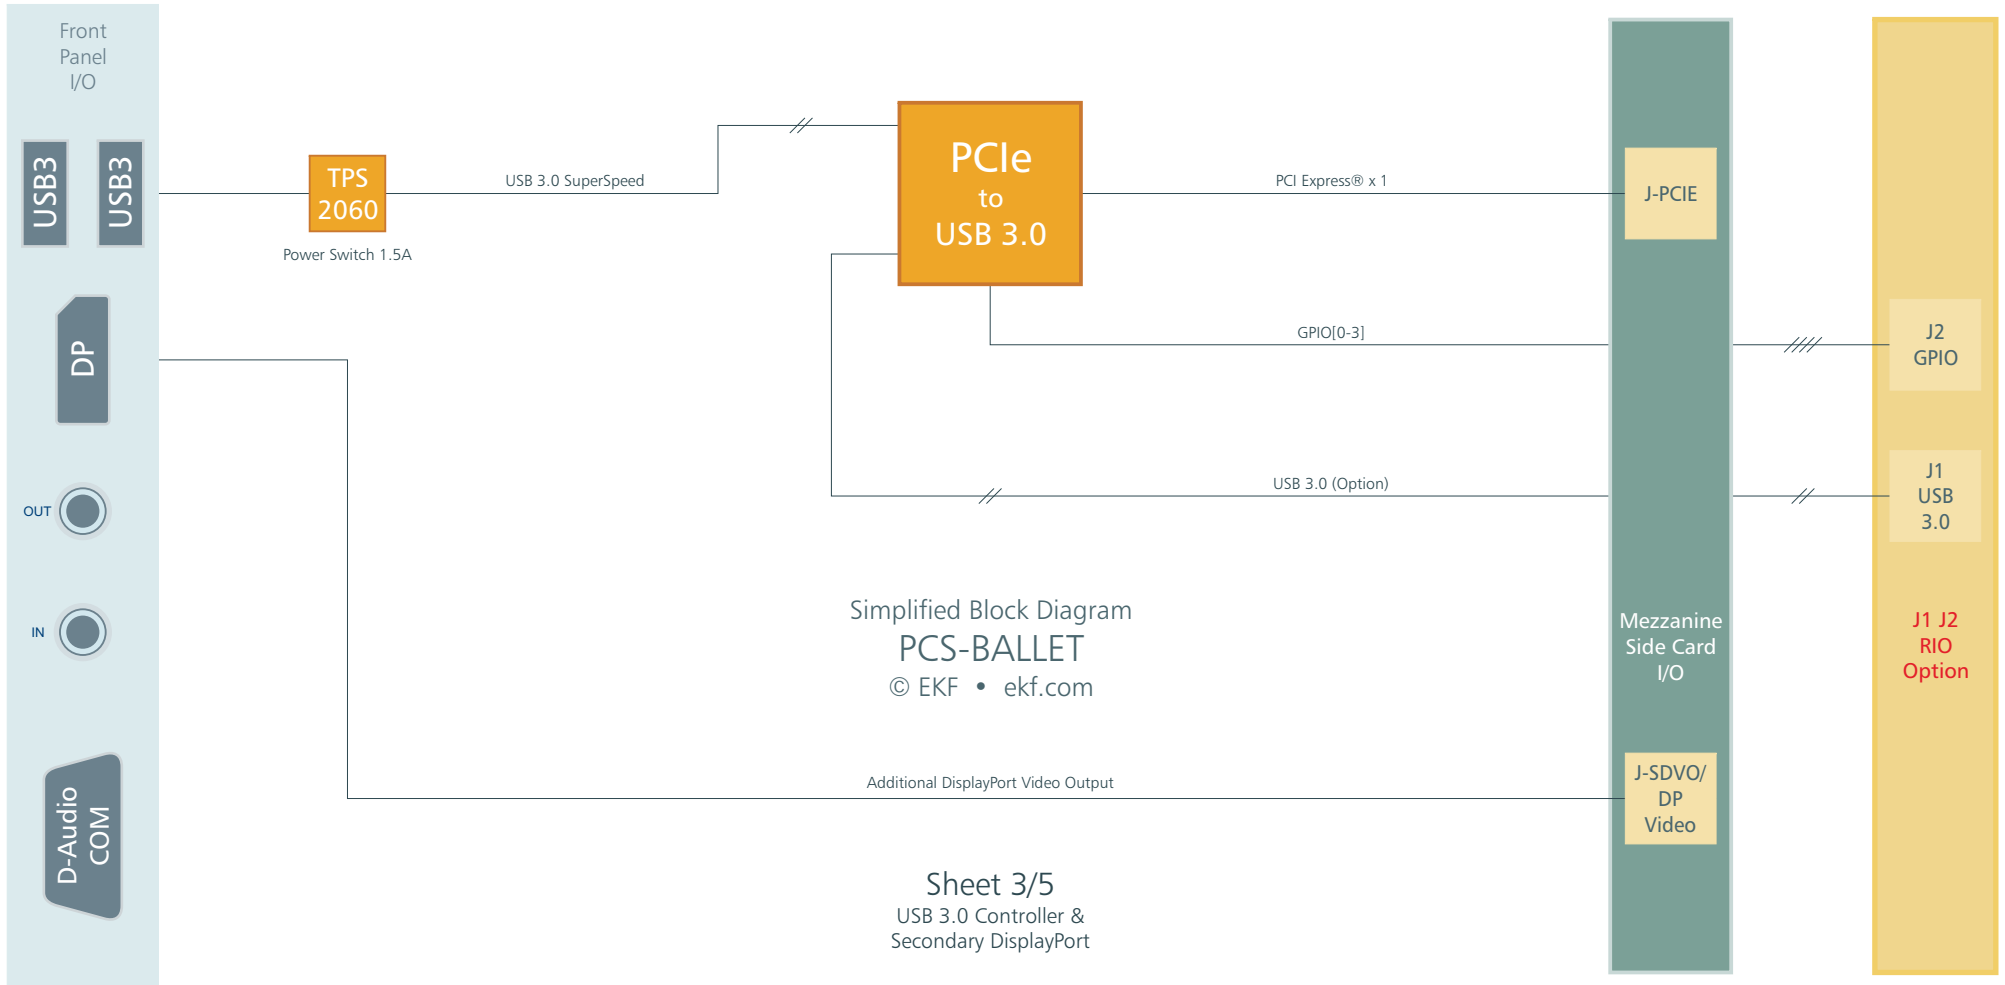 Front
Panel
I/O
USB3
USB3
DP
OUT
IN
D-Audio
COM
TPS
2060
Power Switch 1.5A
USB 3.0 SuperSpeed
PCIe
to
USB 3.0
PCI Express® x 1
GPIO[0-3]
USB 3.0 (Option)
Simplified Block Diagram
PCS-BALLET
© EKF • ekf.com
Additional DisplayPort Video Output
Sheet 3/5
USB 3.0 Controller &
Secondary DisplayPort
J-PCIE
Mezzanine
Side Card
I/O
J-SDVO/
DP
Video
J2
GPIO
J1
USB
3.0
J1 J2
RIO
Option